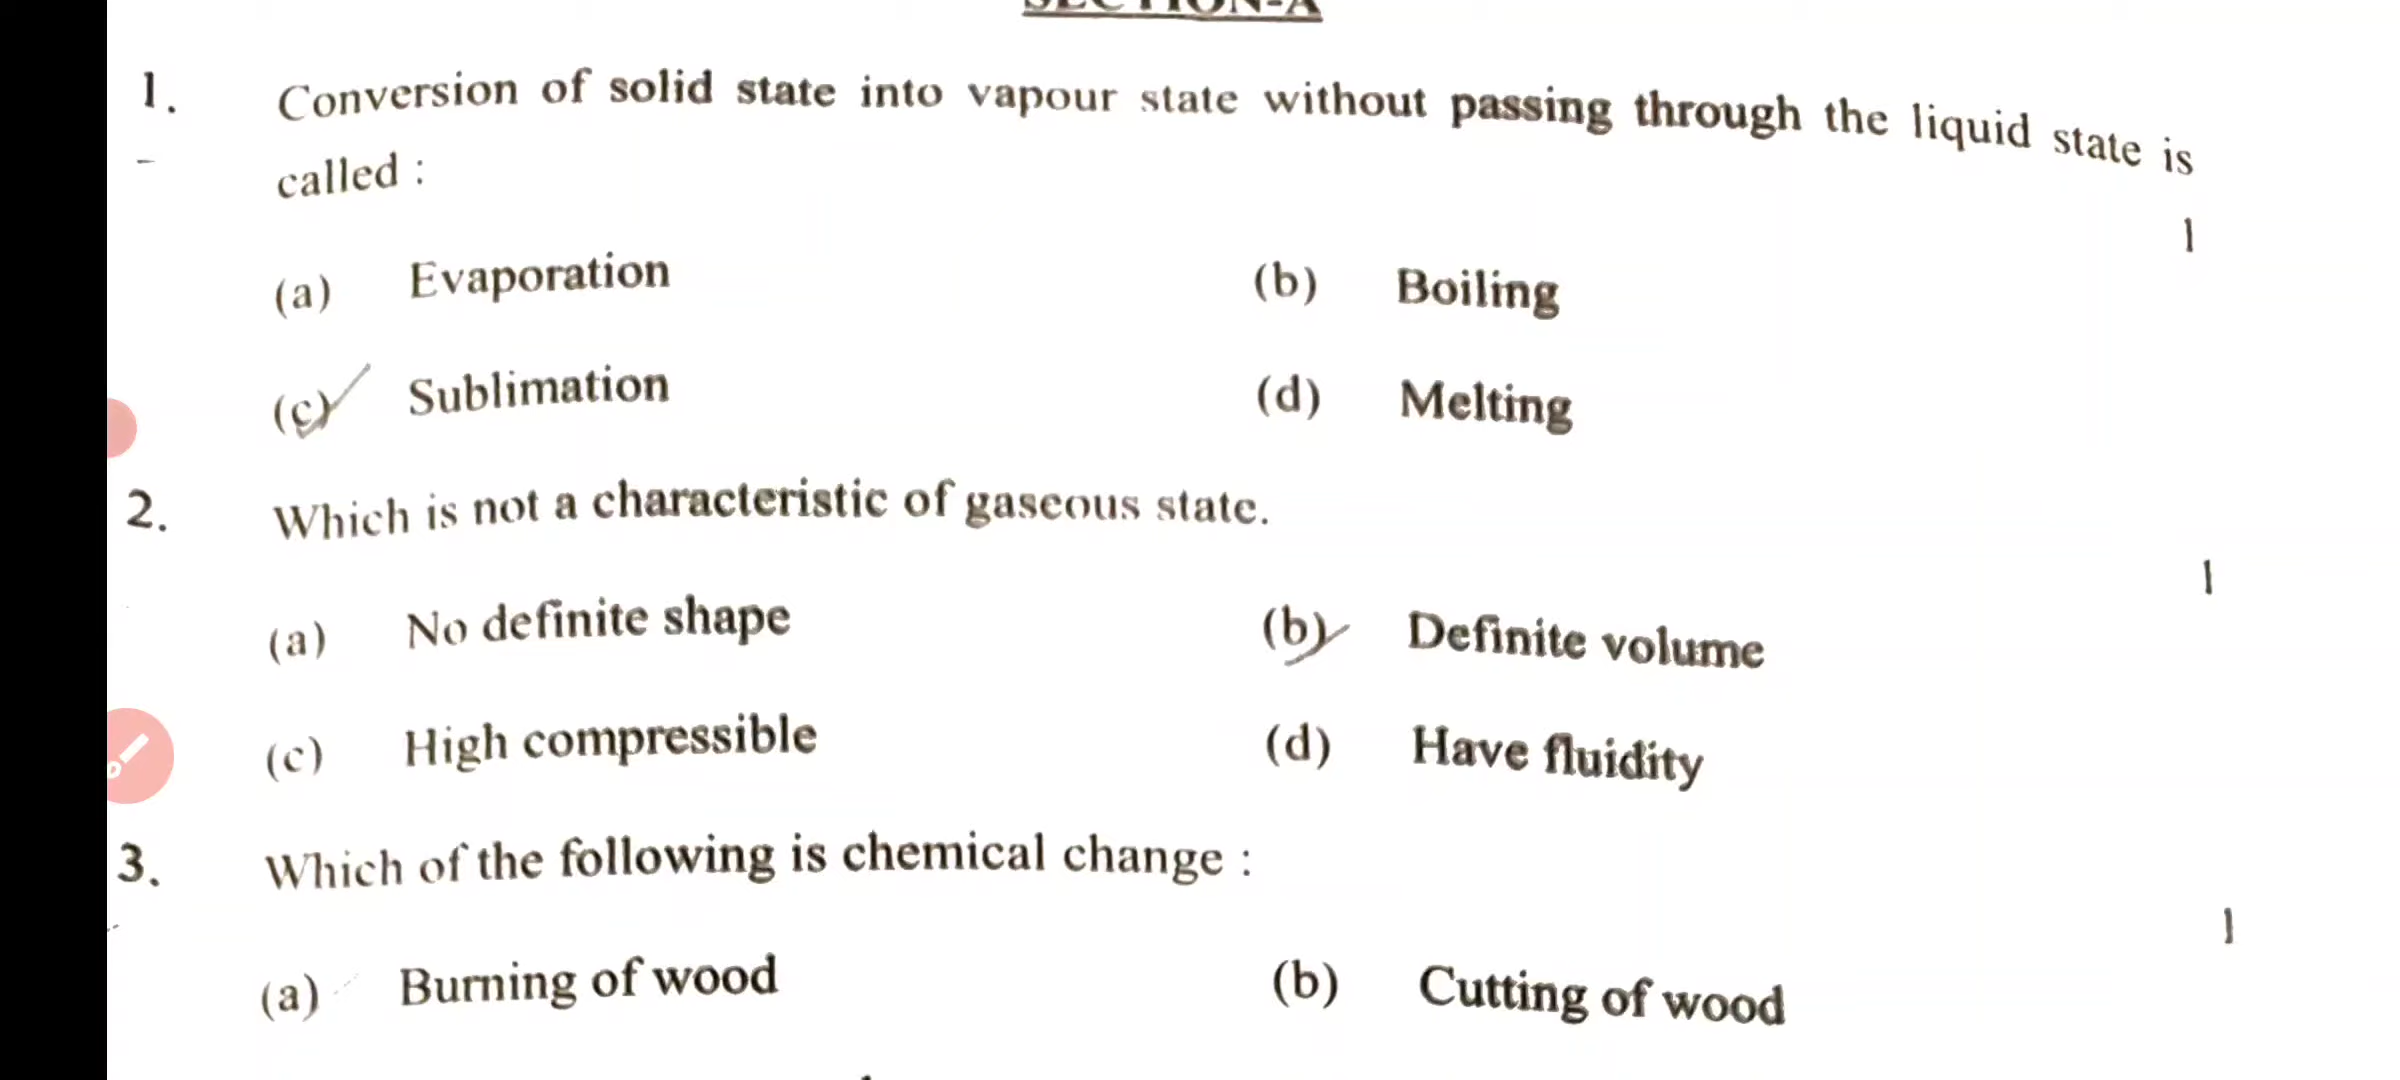 SECTION-A
1. Conversion of solid state into vapour state without passing through the liquid state is
called :
1
(a) Evaporation (b) Boiling
(c) Sublimation (d) Melting
2. Which is not a characteristic of gaseous state.
1
(a) No definite shape (b) Definite volume
(c) High compressible (d) Have fluidity
3. Which of the following is chemical change :
1
(a) Burning of wood (b) Cutting of wood